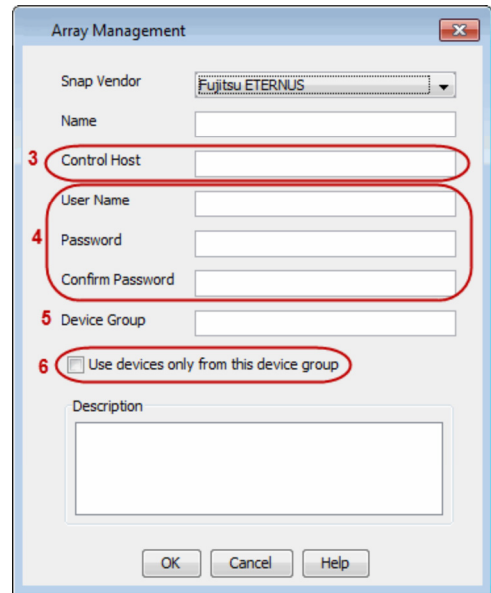 Array Management
Snap Vendor Fujitsu ETERNUS
Name
3 Control Host
User Name
4 Password
Confirm Password
5 Device Group
6 Use devices only from this device group
Description
OK Cancel Help